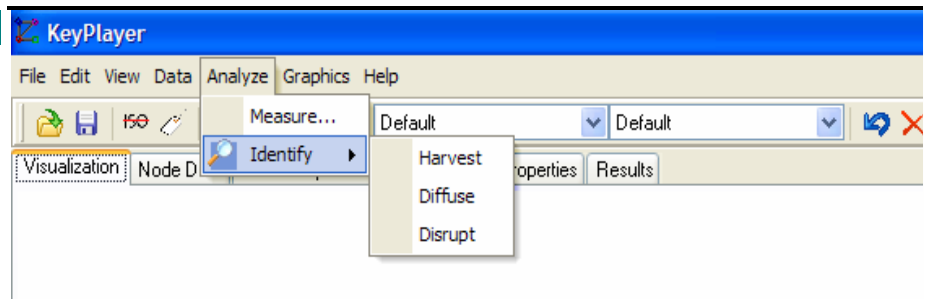 KeyPlayer
File Edit View Data Analyze Graphics Help
ISO Measure... Default Default
Identify Harvest
Visualization Node D roperties Results
Diffuse
Disrupt